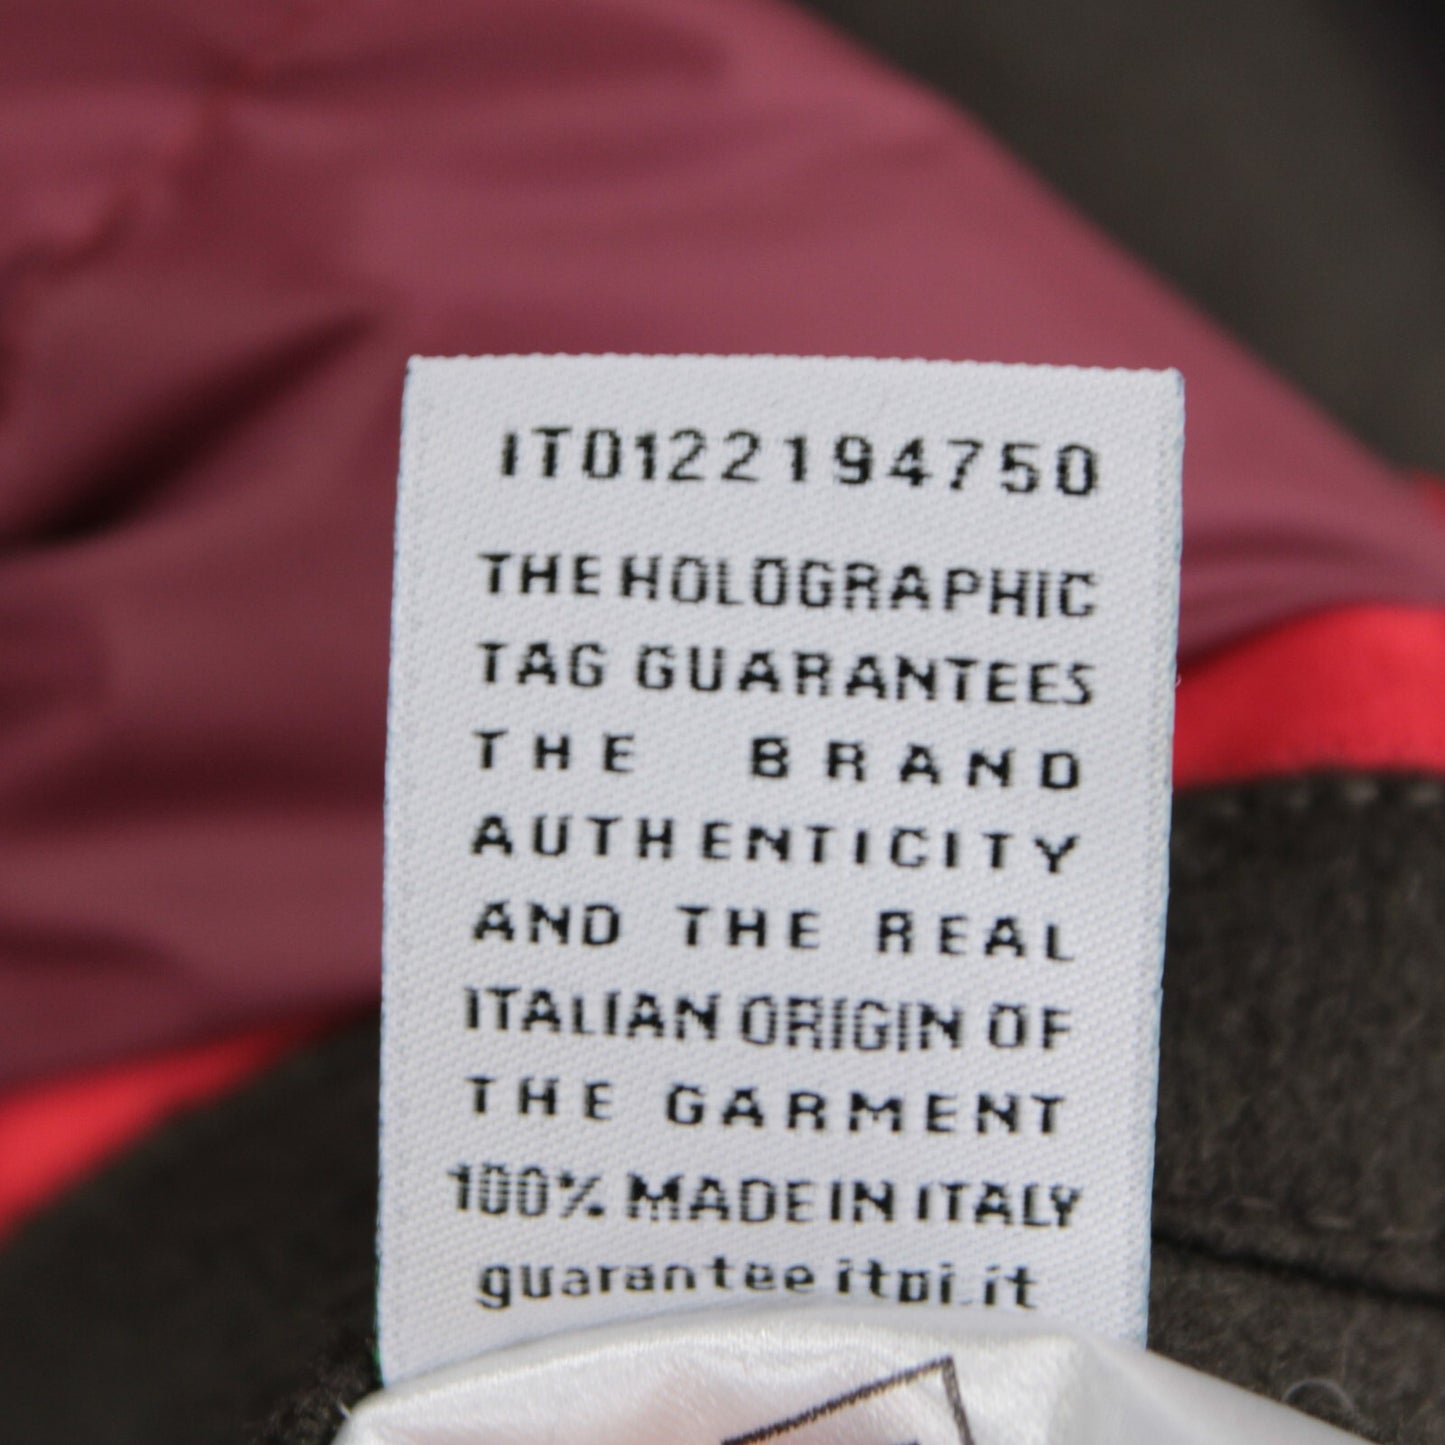 IT0122194750
THE HOLOGRAPHIC
TAG GUARANTEES
THE BRAND
AUTHENTICITY
AND THE REAL
ITALIAN ORIGIN OF
THE GARMENT
100% MADE IN ITALY
guarantee itpi.it